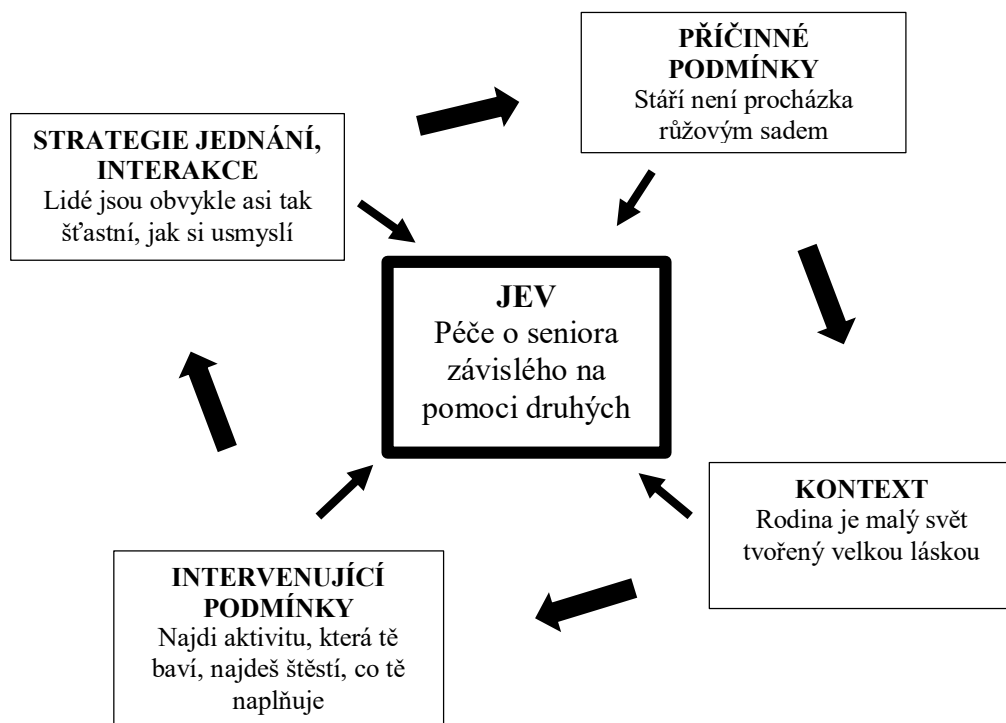 PŘÍČINNÉ
PODMÍNKY
Stáří není procházka
růžovým sadem
STRATEGIE JEDNÁNÍ,
INTERAKCE
Lidé jsou obvykle asi tak
šťastní, jak si usmyslí
JEV
Péče o seniora
závislého na
pomoci druhých
KONTEXT
Rodina je malý svět
tvořený velkou láskou
INTERVENUJÍCÍ
PODMÍNKY
Najdi aktivitu, která tě
baví, najdeš štěstí, co tě
naplňuje